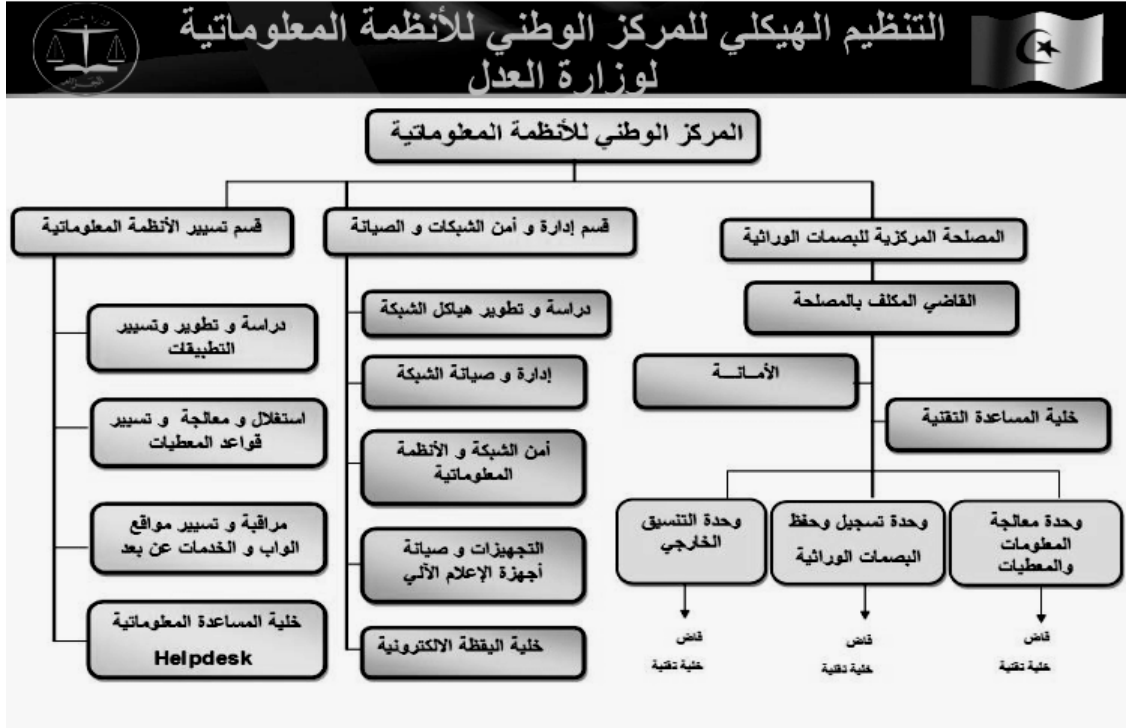 التنظيم الهيكلي للمركز الوطني للأنظمة المعلوماتية
لوزارة العدل
المركز الوطني للأنظمة المعلوماتية
المصلحة المركزية للبصمات الوراثية
القاضي المكلف بالمصلحة
الأمـانـــة
خلية المساعدة التقنية
وحدة معالجة
المعلومات
والمعطيات
قاض
خلية تقنية
وحدة تسجيل وحفظ
البصمات الوراثية
قاض
خلية تقنية
وحدة التنسيق
الخارجي
قاض
خلية تقنية
قسم إدارة و أمن الشبكات و الصيانة
دراسة و تطوير هياكل الشبكة
إدارة و صيانة الشبكة
أمن الشبكة و الأنظمة
المعلوماتية
التجهيزات و صيانة
أجهزة الإعلام الآلي
خلية اليقظة الالكترونية
قسم تسيير الأنظمة المعلوماتية
دراسة و تطوير وتسيير
التطبيقات
استغلال و معالجة و تسيير
قواعد المعطيات
مراقبة و تسيير مواقع
الواب و الخدمات عن بعد
خلية المساعدة المعلوماتية
Helpdesk